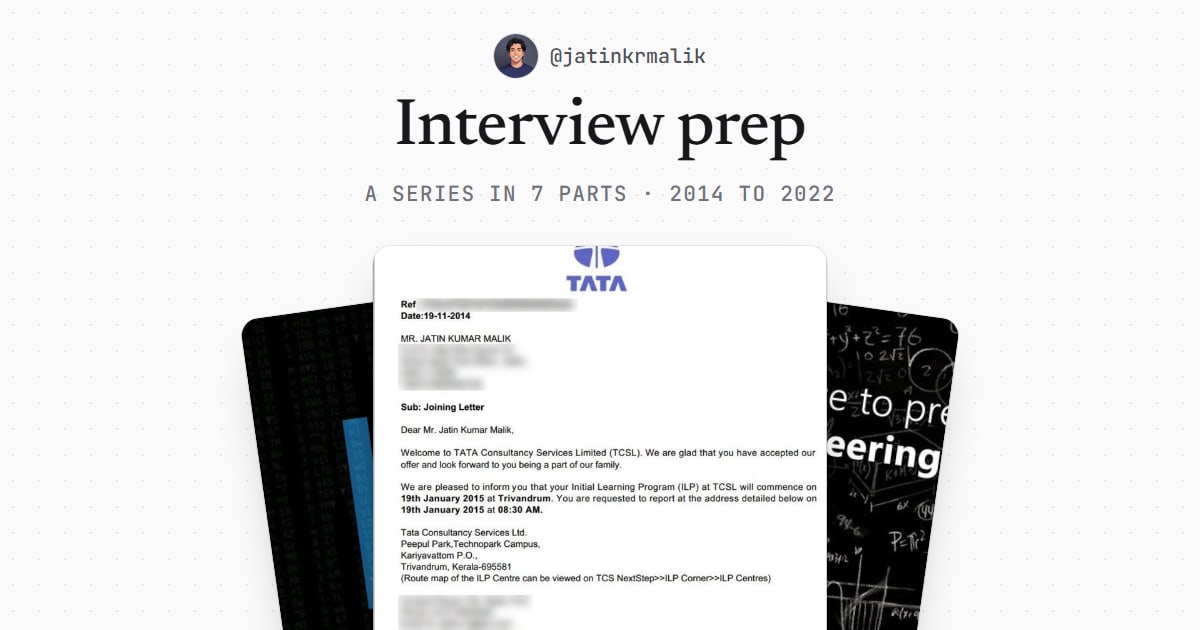 @jatinkrmalik
Interview prep
A SERIES IN 7 PARTS · 2014 TO 2022
TATA
Ref
Date:19-11-2014
MR. JATIN KUMAR MALIK
Sub: Joining Letter
Dear Mr. Jatin Kumar Malik,
Welcome to TATA Consultancy Services Limited (TCSL). We are glad that you have accepted our
offer and look forward to you being a part of our family.
We are pleased to inform you that your Initial Learning Program (ILP) at TCSL will commence on
19th January 2015 at Trivandrum. You are requested to report at the address detailed below on
19th January 2015 at 08:30 AM.
Tata Consultancy Services Ltd.
Peepul Park,Technopark Campus,
Kariyavattom P.O.,
Trivandrum, Kerala-695581
(Route map of the ILP Centre can be viewed on TCS NextStep>>ILP Corner>>ILP Centres)
e to pre
eering